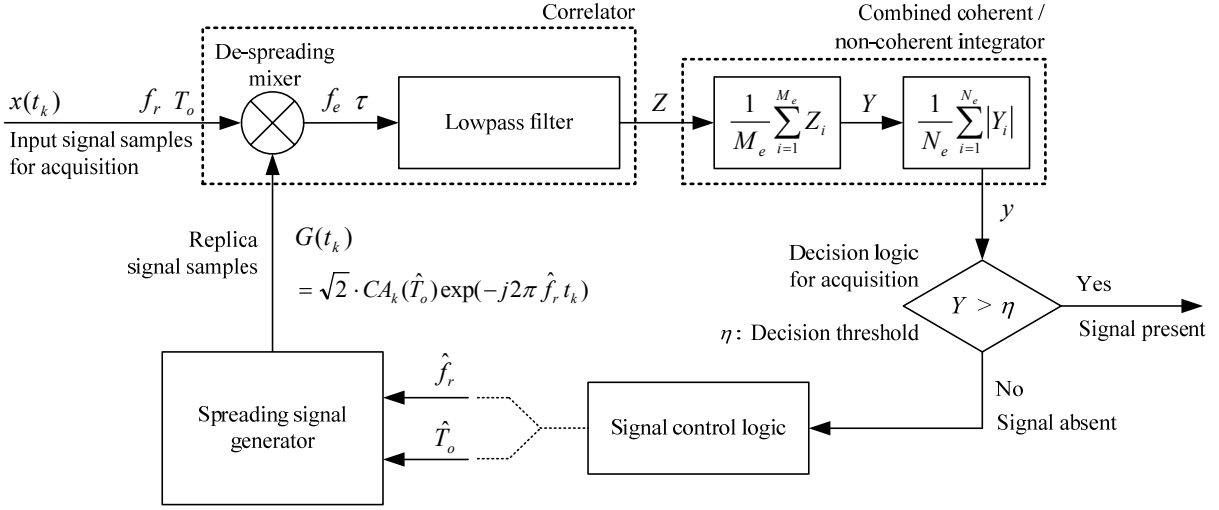 Correlator
Combined coherent /
non-coherent integrator
De-spreading
mixer
x(t_k)
f_r T_o
f_e τ
Lowpass filter
Z
1/M_e ∑_{i=1}^{M_e} Z_i
Y
1/N_e ∑_{i=1}^{N_e} |Y_i|
Input signal samples
for acquisition
y
Replica
signal samples
G(t_k)
= √2 · CA_k(T̂_o) exp(−j2π f̂_r t_k)
Decision logic
for acquisition
Y > η
Yes
Signal present
η : Decision threshold
No
Signal absent
Spreading signal
generator
f̂_r
T̂_o
Signal control logic